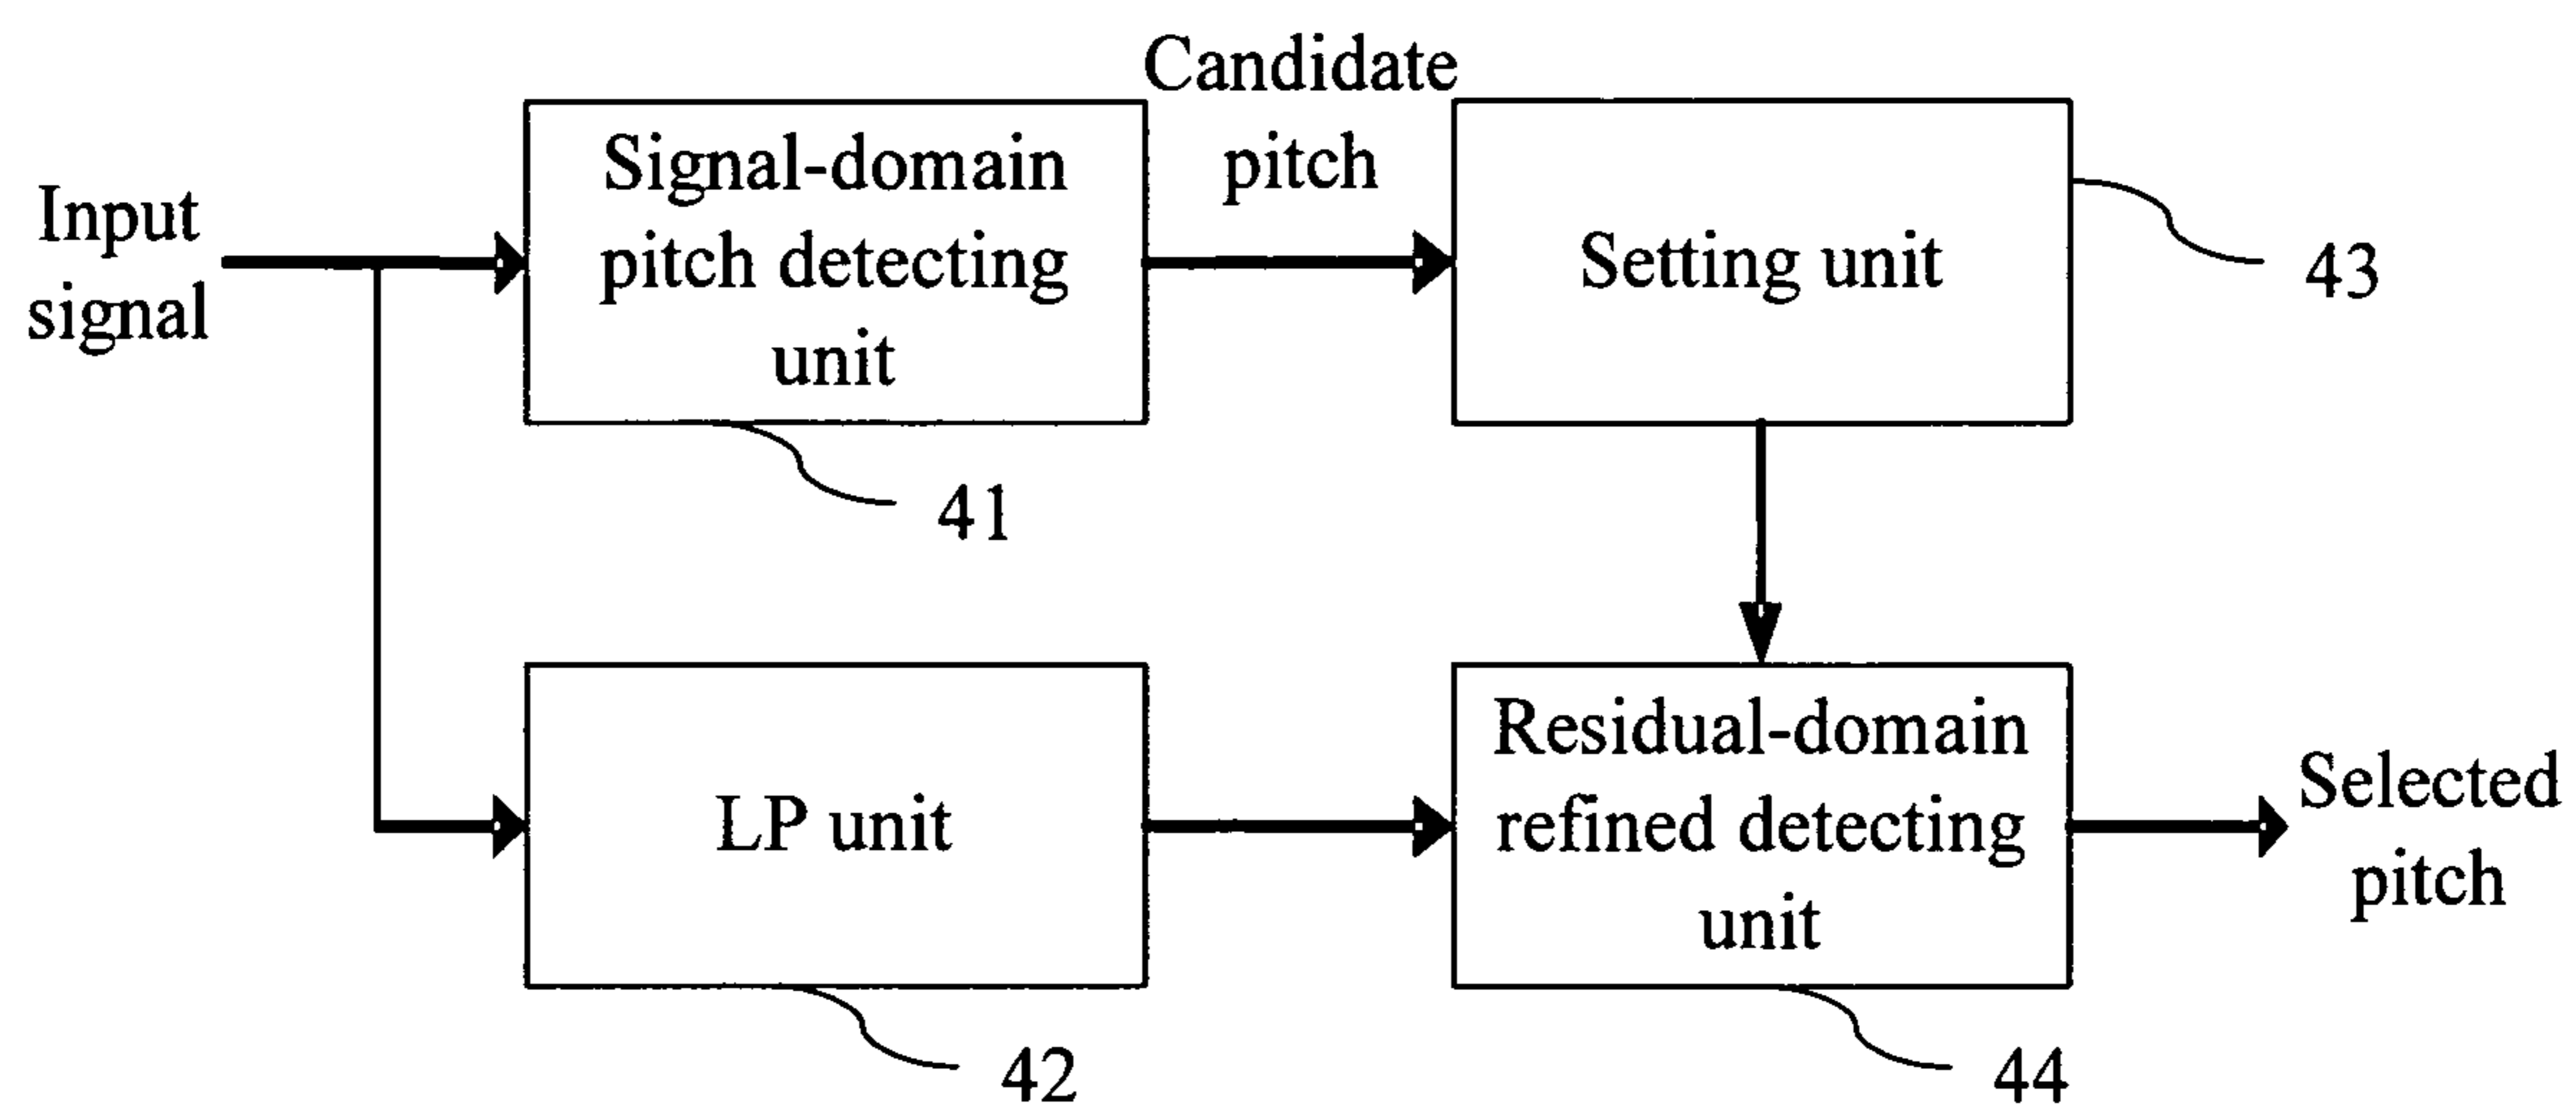 Input
signal
Signal-domain
pitch detecting
unit
41
Candidate
pitch
Setting unit
43
LP unit
42
Residual-domain
refined detecting
unit
44
Selected
pitch